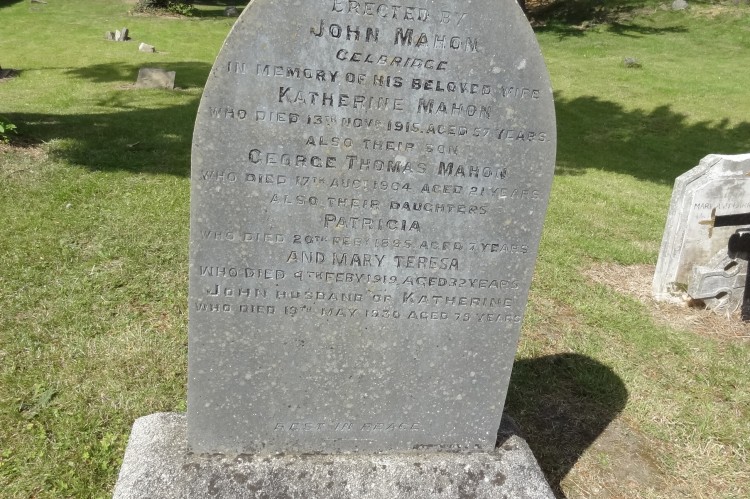 ERECTED BY
JOHN MAHON
CELBRIDGE
IN MEMORY OF HIS BELOVED WIFE
KATHERINE MAHON
WHO DIED 13TH NOVR 1915. AGED 57 YEARS
ALSO THEIR SON
GEORGE THOMAS MAHON
WHO DIED 17TH AUGT 1904 AGED 21 YEARS
ALSO THEIR DAUGHTERS
PATRICIA
WHO DIED 20TH FEBY 1895. AGED 7 YEARS
AND MARY TERESA
WHO DIED 4TH FEBY 1919. AGED 32 YEARS
JOHN HUSBAND OF KATHERINE
WHO DIED 19TH MAY 1930 AGED 79 YEARS
REST IN PEACE